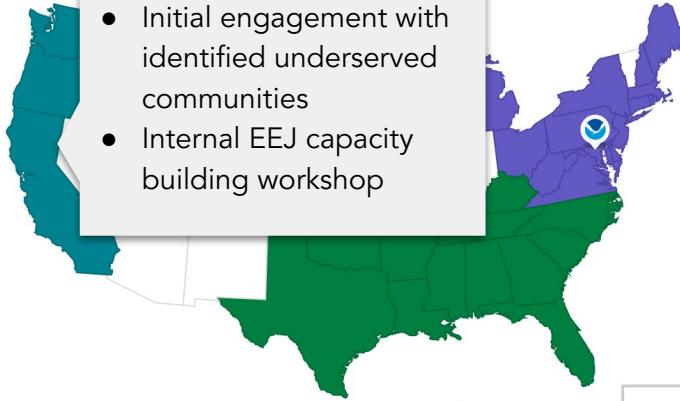 ● Initial engagement with
identified underserved
communities
● Internal EEJ capacity
building workshop